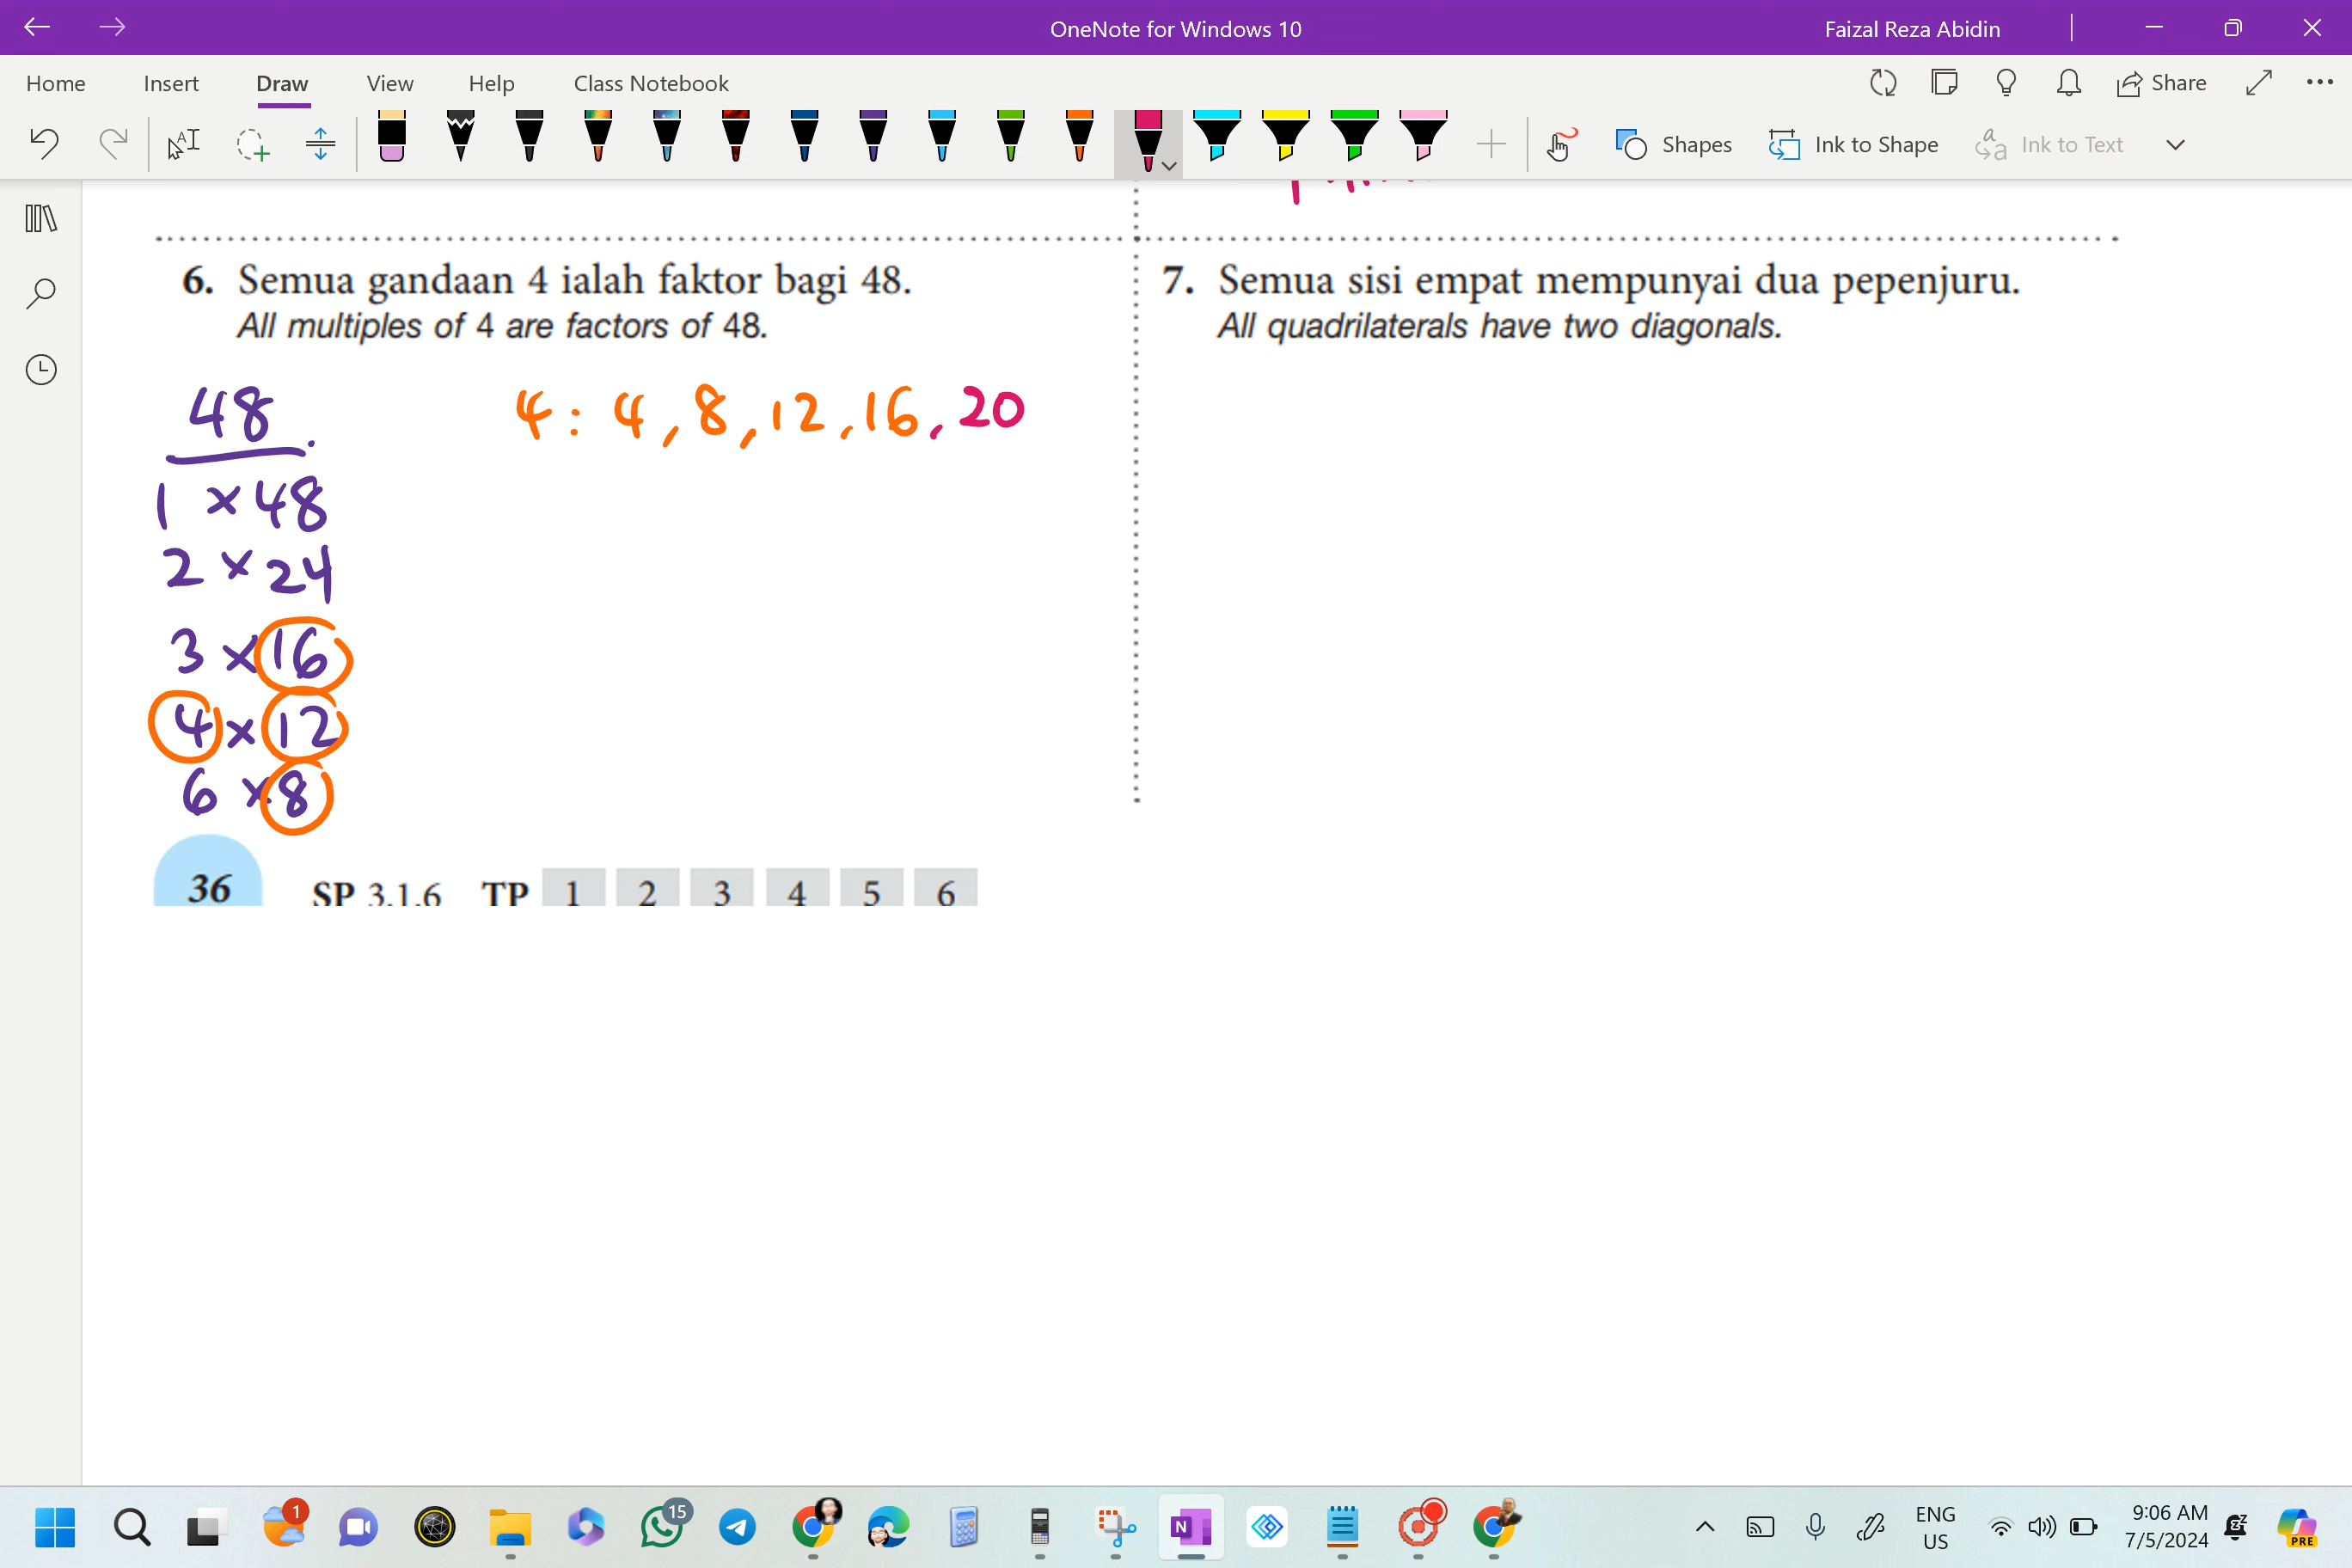 OneNote for Windows 10
Faizal Reza Abidin
Home Insert Draw View Help Class Notebook
Share
Shapes Ink to Shape Ink to Text
6. Semua gandaan 4 ialah faktor bagi 48.
All multiples of 4 are factors of 48.
48
4 : 4, 8, 12, 16, 20
1 × 48
2 × 24
3 × 16
4 × 12
6 × 8
36 SP 3.1.6 TP 1 2 3 4 5 6
7. Semua sisi empat mempunyai dua pepenjuru.
All quadrilaterals have two diagonals.
1
15
ENG
US
9:06 AM
7/5/2024
PRE